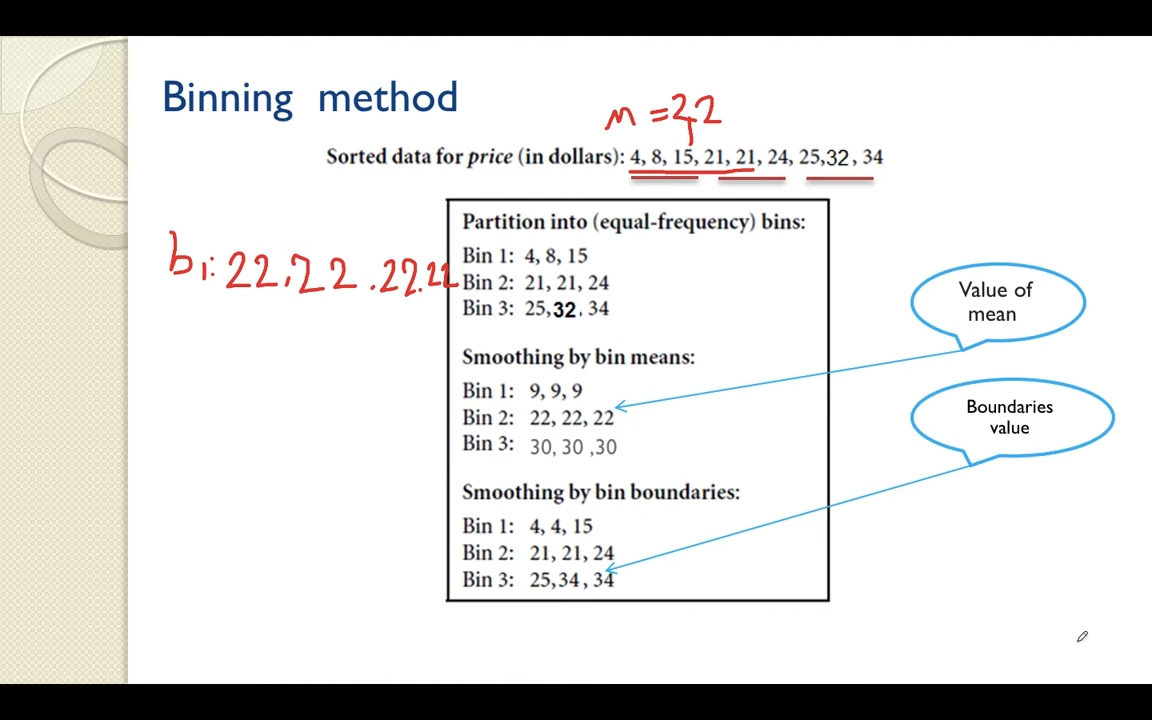 Binning method
m = 22
Sorted data for price (in dollars): 4, 8, 15, 21, 21, 24, 25,32, 34
Partition into (equal-frequency) bins:
Bin 1: 4, 8, 15
Bin 2: 21, 21, 24
Bin 3: 25,32, 34
b1: 22, 22, 22, 22
Smoothing by bin means:
Bin 1: 9, 9, 9
Bin 2: 22, 22, 22
Bin 3: 30, 30 ,30
Smoothing by bin boundaries:
Bin 1: 4, 4, 15
Bin 2: 21, 21, 24
Bin 3: 25,34 , 34
Value of
mean
Boundaries
value